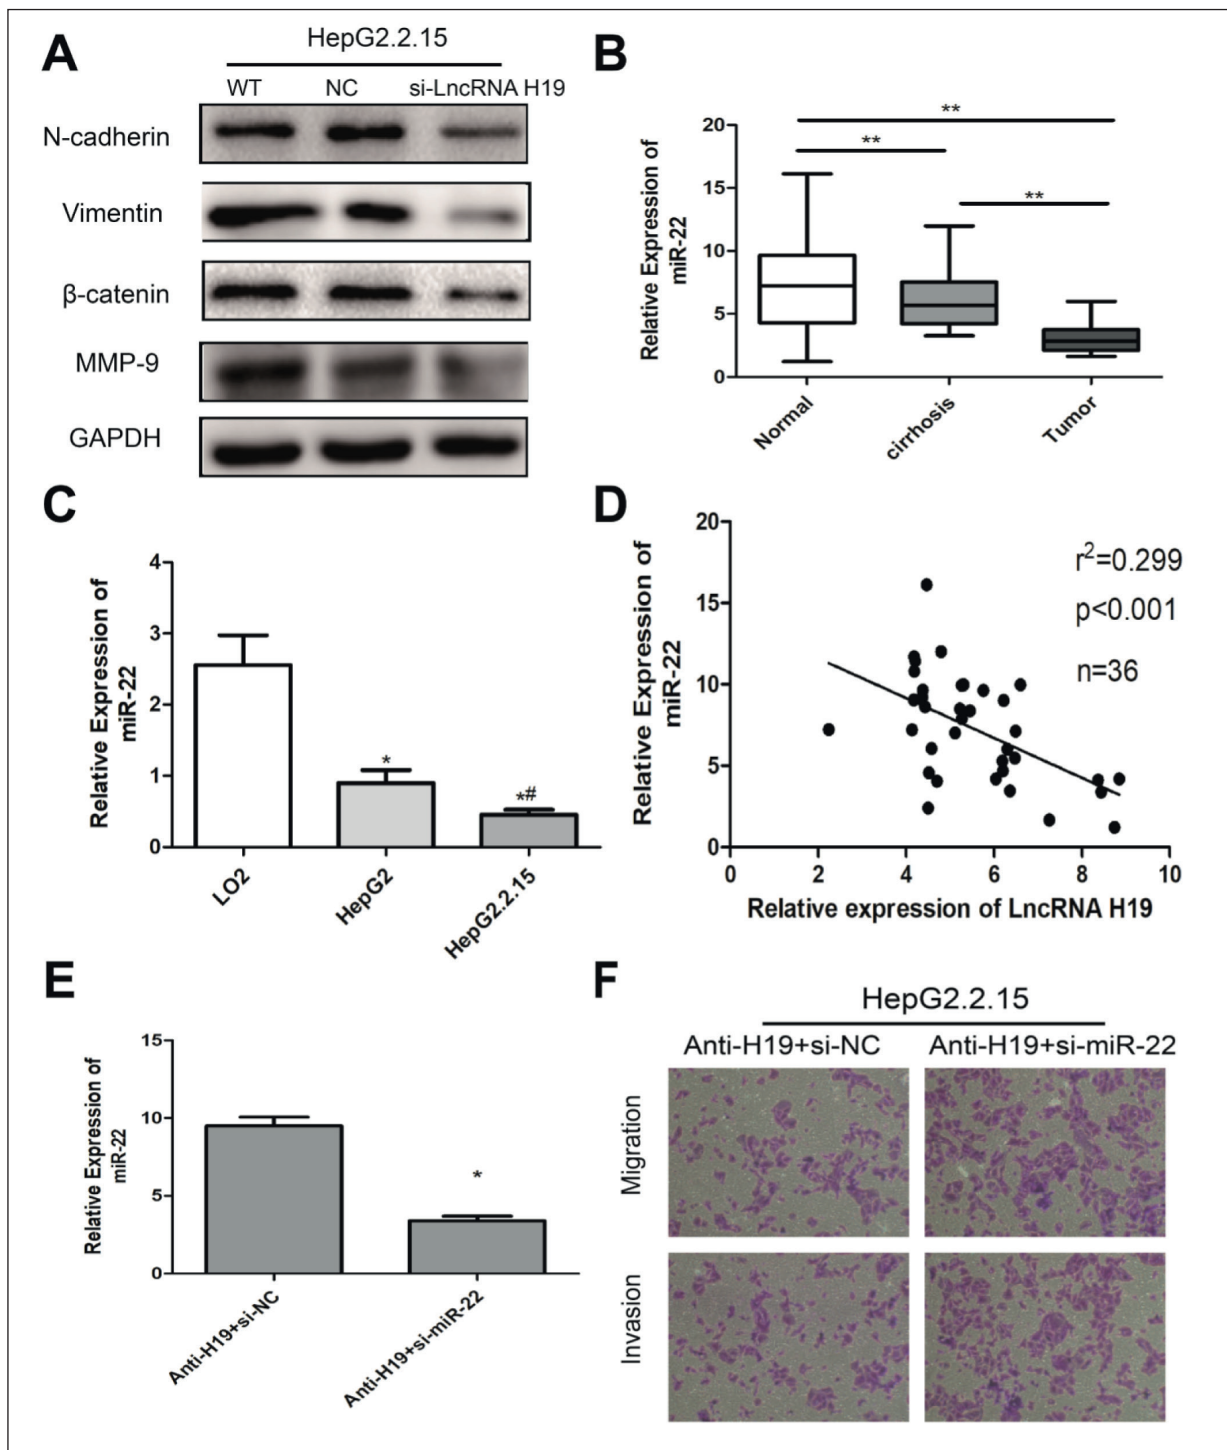 A
HepG2.2.15
WT NC si-LncRNA H19
N-cadherin
Vimentin
β-catenin
MMP-9
GAPDH
B
Relative Expression of
miR-22
20
15
10
5
0
**
**
**
Normal
cirrhosis
Tumor
C
Relative Expression of
miR-22
4
3
2
1
0
*
*#
LO2
HepG2
HepG2.2.15
D
Relative Expression of
miR-22
20
15
10
5
0
r²=0.299
p<0.001
n=36
0 2 4 6 8 10
Relative expression of LncRNA H19
E
Relative Expression of
miR-22
15
10
5
0
*
Anti-H19+si-NC
Anti-H19+si-miR-22
F
HepG2.2.15
Anti-H19+si-NC Anti-H19+si-miR-22
Migration
Invasion